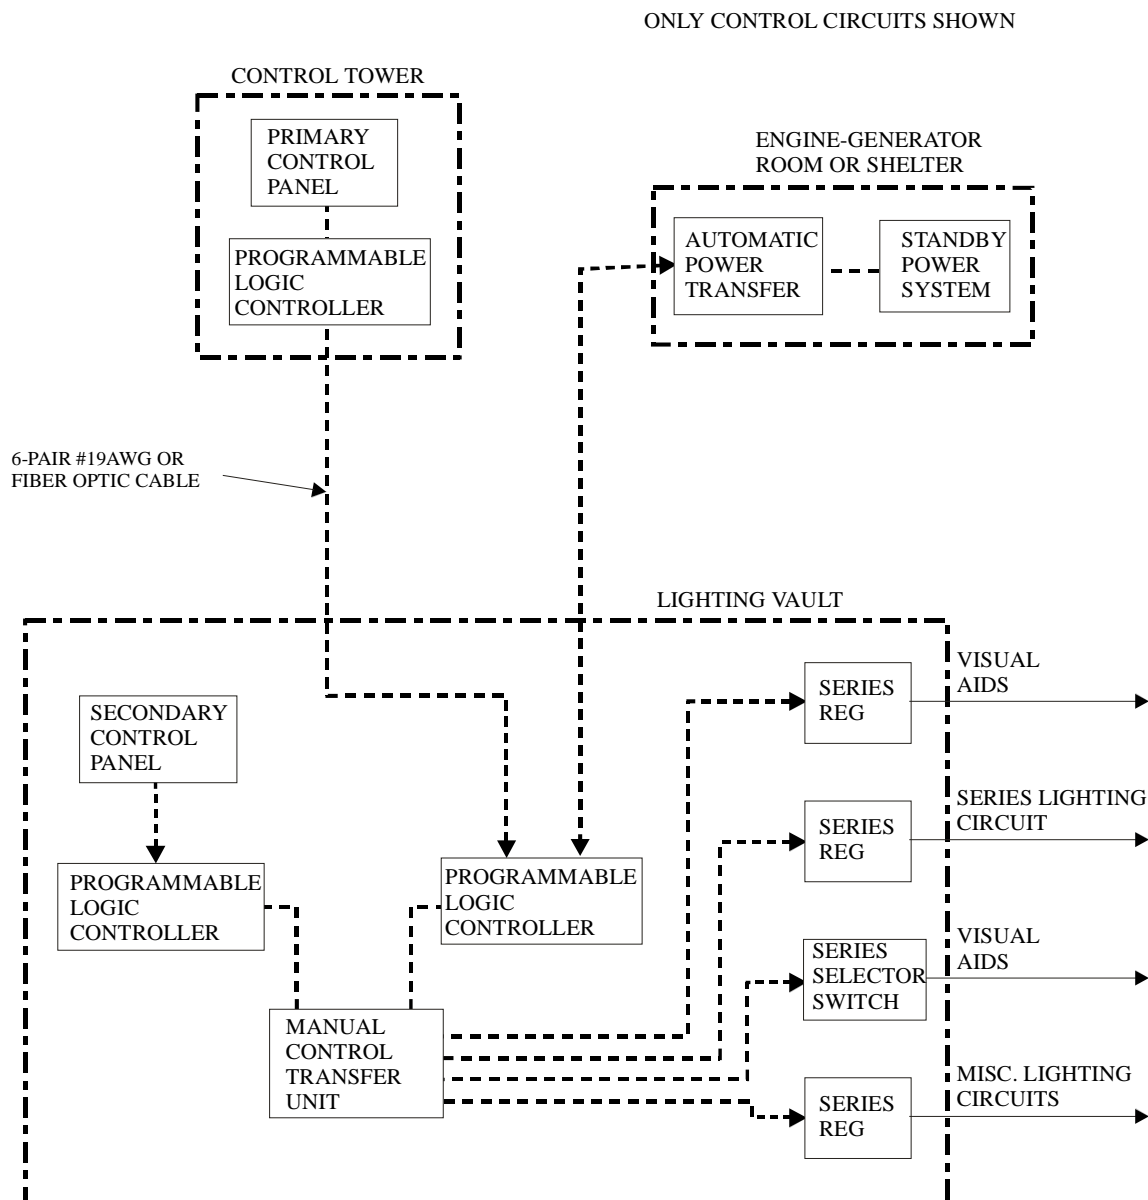 ONLY CONTROL CIRCUITS SHOWN
CONTROL TOWER
PRIMARY
CONTROL
PANEL
PROGRAMMABLE
LOGIC
CONTROLLER
ENGINE-GENERATOR
ROOM OR SHELTER
AUTOMATIC
POWER
TRANSFER
STANDBY
POWER
SYSTEM
6-PAIR #19AWG OR
FIBER OPTIC CABLE
LIGHTING VAULT
SECONDARY
CONTROL
PANEL
PROGRAMMABLE
LOGIC
CONTROLLER
PROGRAMMABLE
LOGIC
CONTROLLER
MANUAL
CONTROL
TRANSFER
UNIT
SERIES
REG
VISUAL
AIDS
SERIES
REG
SERIES LIGHTING
CIRCUIT
SERIES
SELECTOR
SWITCH
VISUAL
AIDS
SERIES
REG
MISC. LIGHTING
CIRCUITS